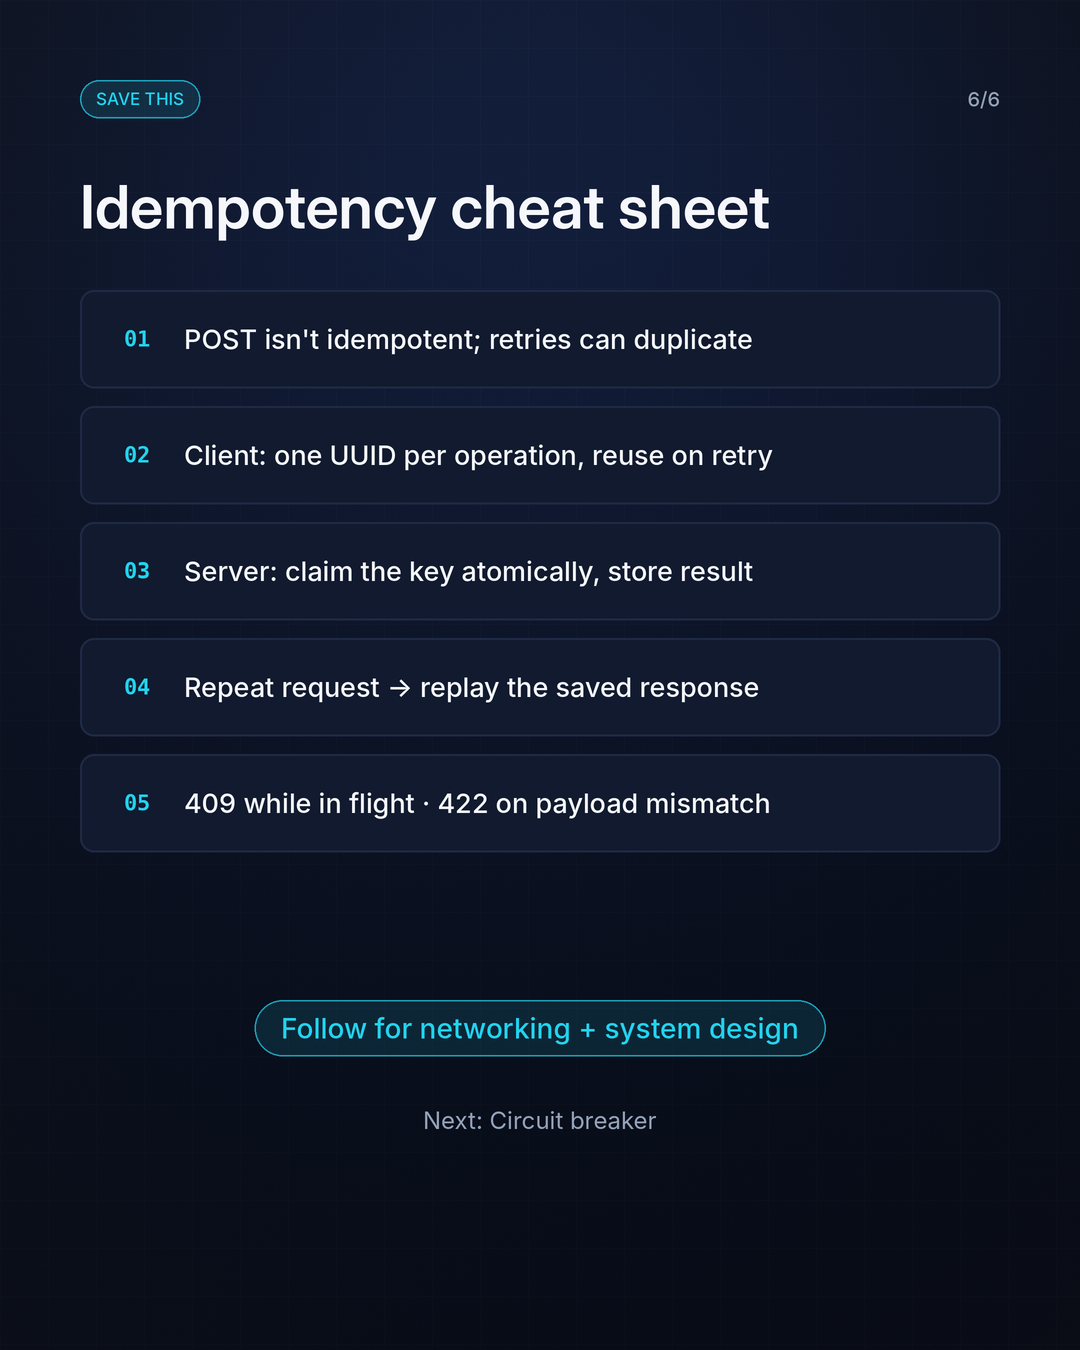 SAVE THIS
6/6
Idempotency cheat sheet
01 POST isn't idempotent; retries can duplicate
02 Client: one UUID per operation, reuse on retry
03 Server: claim the key atomically, store result
04 Repeat request → replay the saved response
05 409 while in flight · 422 on payload mismatch
Follow for networking + system design
Next: Circuit breaker